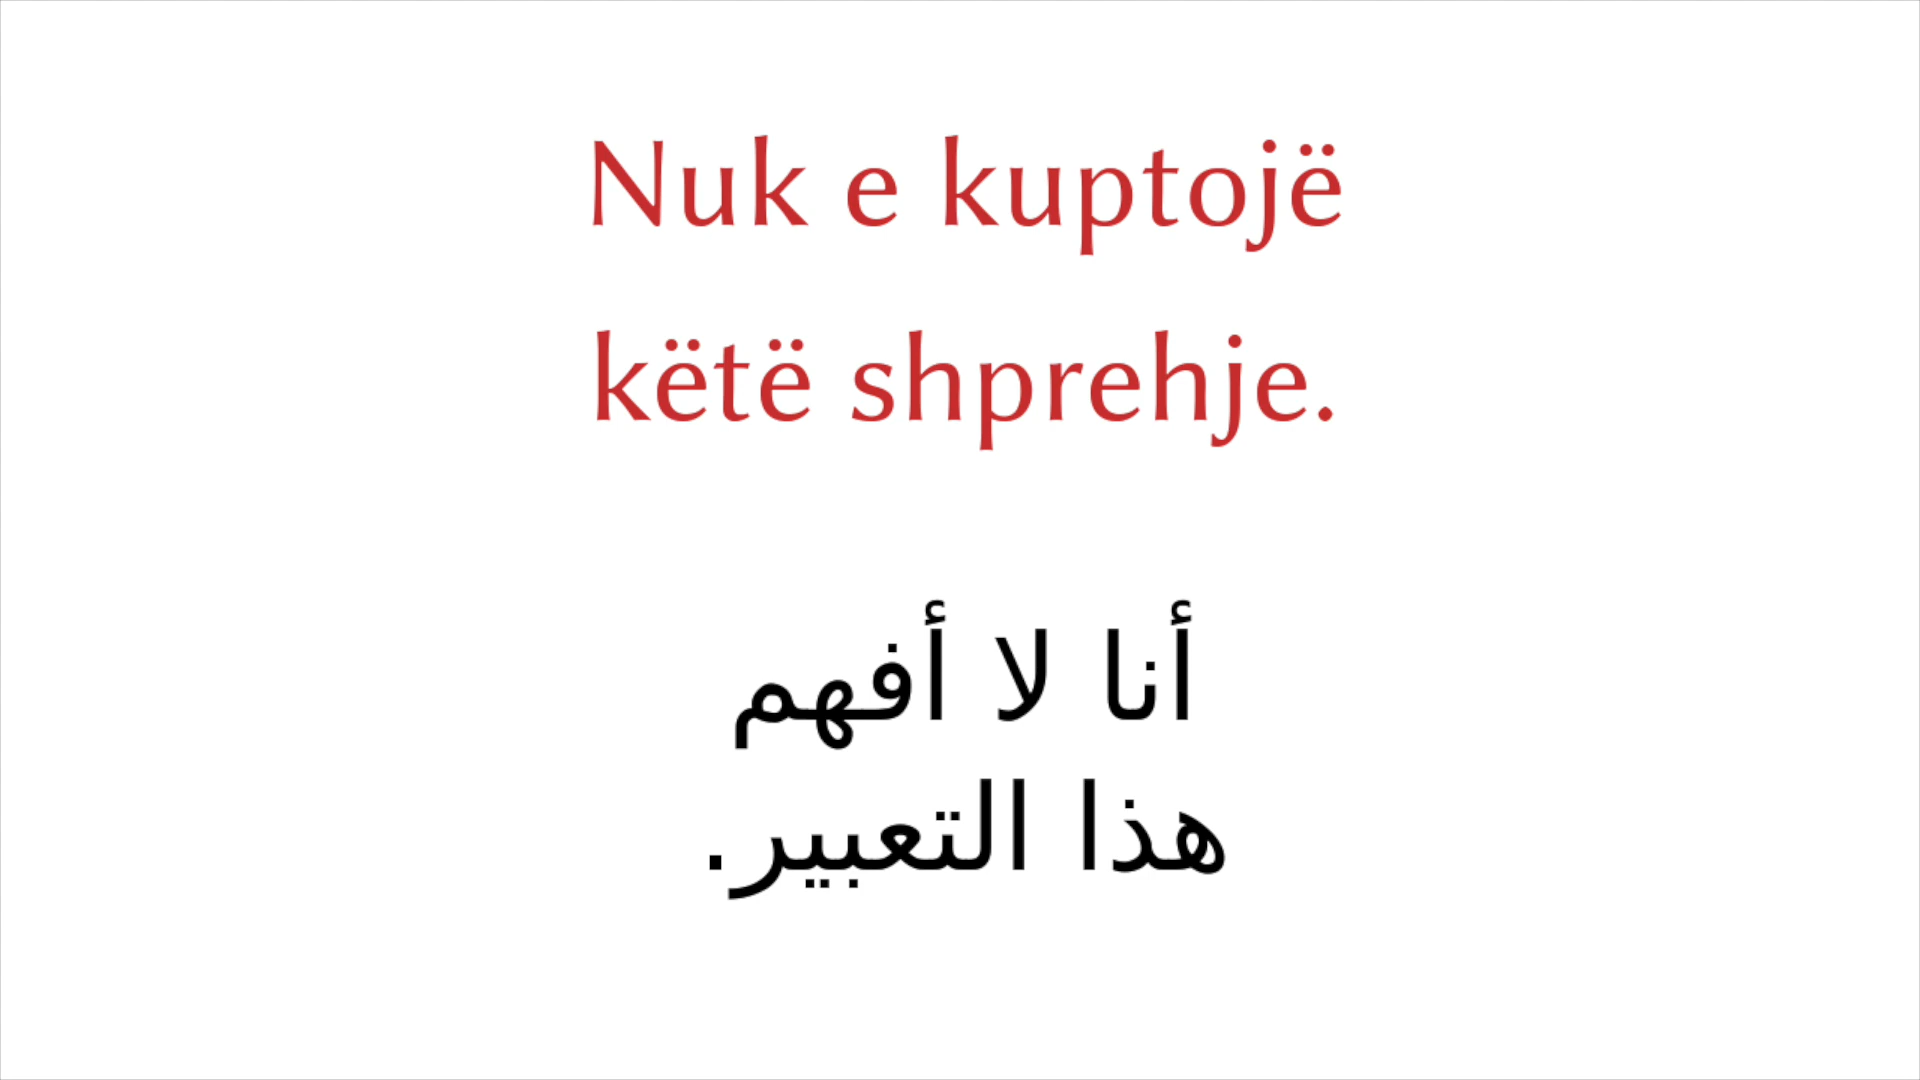 Nuk e kuptojë
këtë shprehje.
أنا لا أفهم
هذا التعبير.